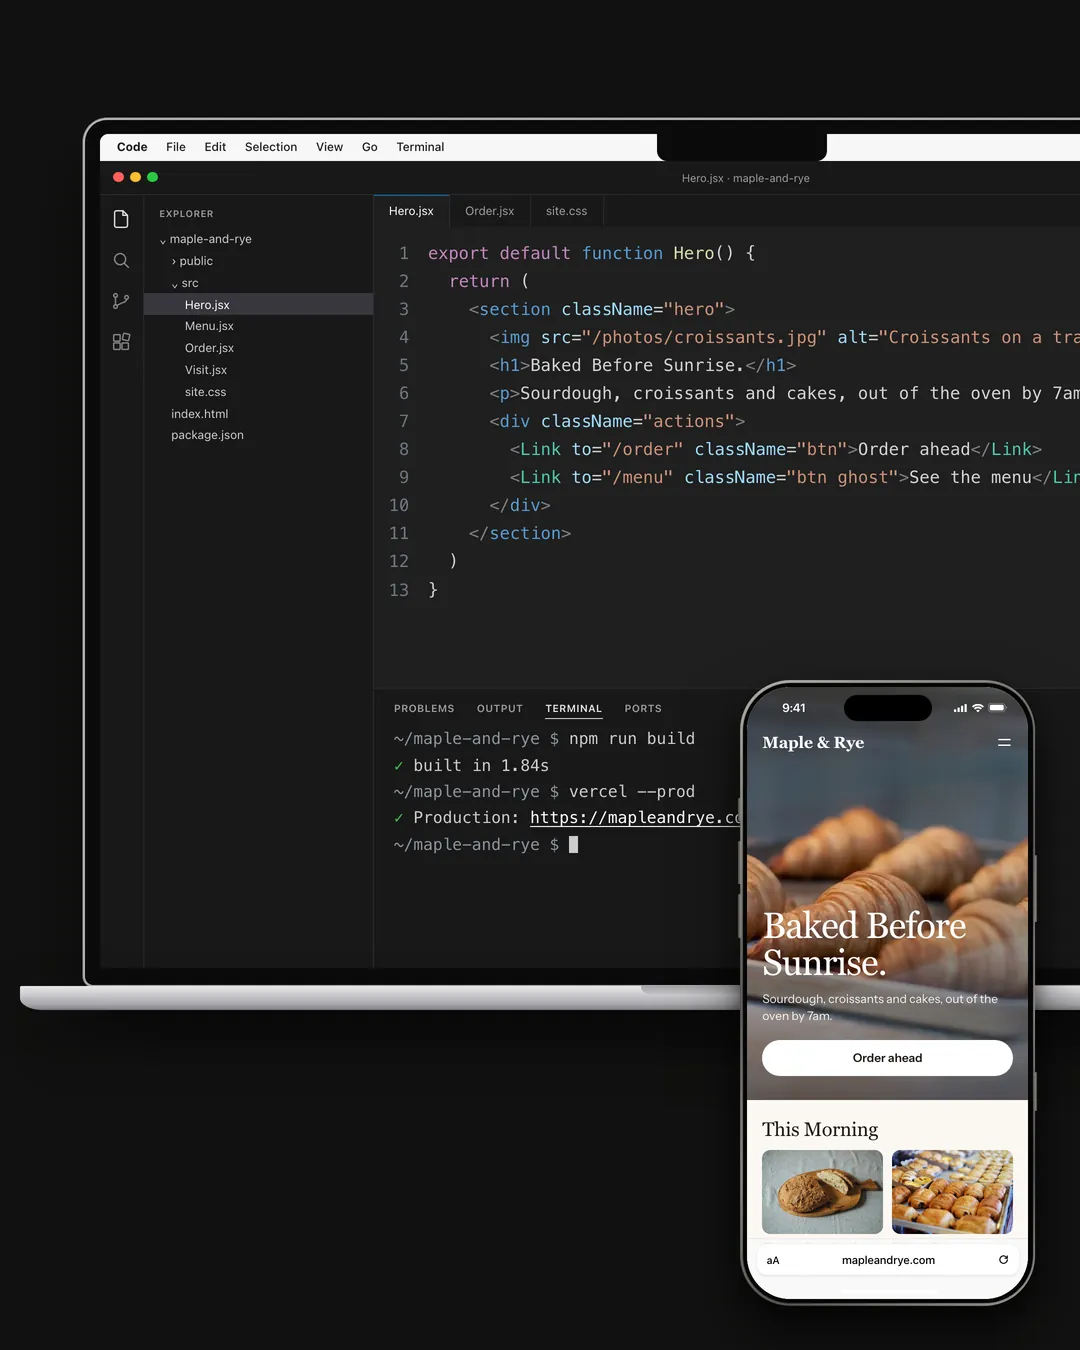 Code File Edit Selection View Go Terminal
Hero.jsx · maple-and-rye
EXPLORER
maple-and-rye
public
src
Hero.jsx
Menu.jsx
Order.jsx
Visit.jsx
site.css
index.html
package.json
Hero.jsx Order.jsx site.css
1 export default function Hero() {
2 return (
3 <section className="hero">
4 <img src="/photos/croissants.jpg" alt="Croissants on a tra
5 <h1>Baked Before Sunrise.</h1>
6 <p>Sourdough, croissants and cakes, out of the oven by 7am
7 <div className="actions">
8 <Link to="/order" className="btn">Order ahead</Link>
9 <Link to="/menu" className="btn ghost">See the menu</Lin
10 </div>
11 </section>
12 )
13 }
PROBLEMS OUTPUT TERMINAL PORTS
~/maple-and-rye $ npm run build
✓ built in 1.84s
~/maple-and-rye $ vercel --prod
✓ Production: https://mapleandrye.co
~/maple-and-rye $
9:41
Maple & Rye
Baked Before
Sunrise.
Sourdough, croissants and cakes, out of the
oven by 7am.
Order ahead
This Morning
aA mapleandrye.com